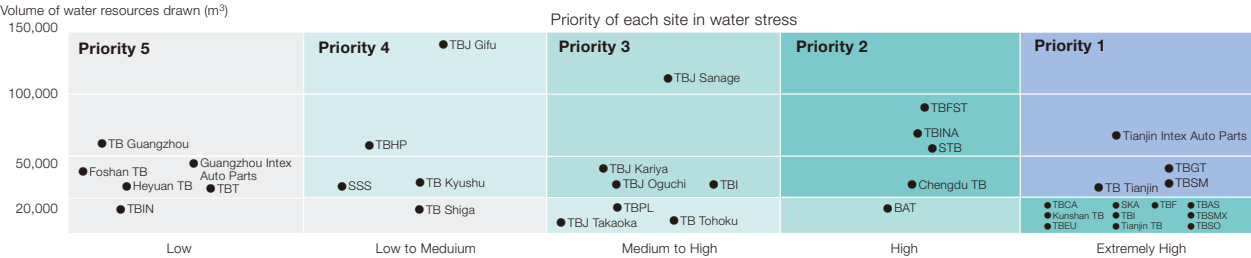 Volume of water resources drawn (m³)
Priority of each site in water stress
150,000
100,000
50,000
20,000
Priority 5
TB Guangzhou
Foshan TB
Guangzhou Intex
Auto Parts
Heyuan TB
TBT
TBIN
Low
Priority 4
TBJ Gifu
TBHP
SSS
TB Kyushu
TB Shiga
Low to Meduium
Priority 3
TBJ Sanage
TBJ Kariya
TBJ Oguchi
TBI
TBPL
TBJ Takaoka
TB Tohoku
Medium to High
Priority 2
TBFST
TBINA
STB
Chengdu TB
BAT
High
Priority 1
Tianjin Intex Auto Parts
TBGT
TB Tianjin
TBSM
TBCA
SKA
TBF
TBAS
Kunshan TB
TBI
TBSMX
TBEU
Tianjin TB
TBSO
Extremely High